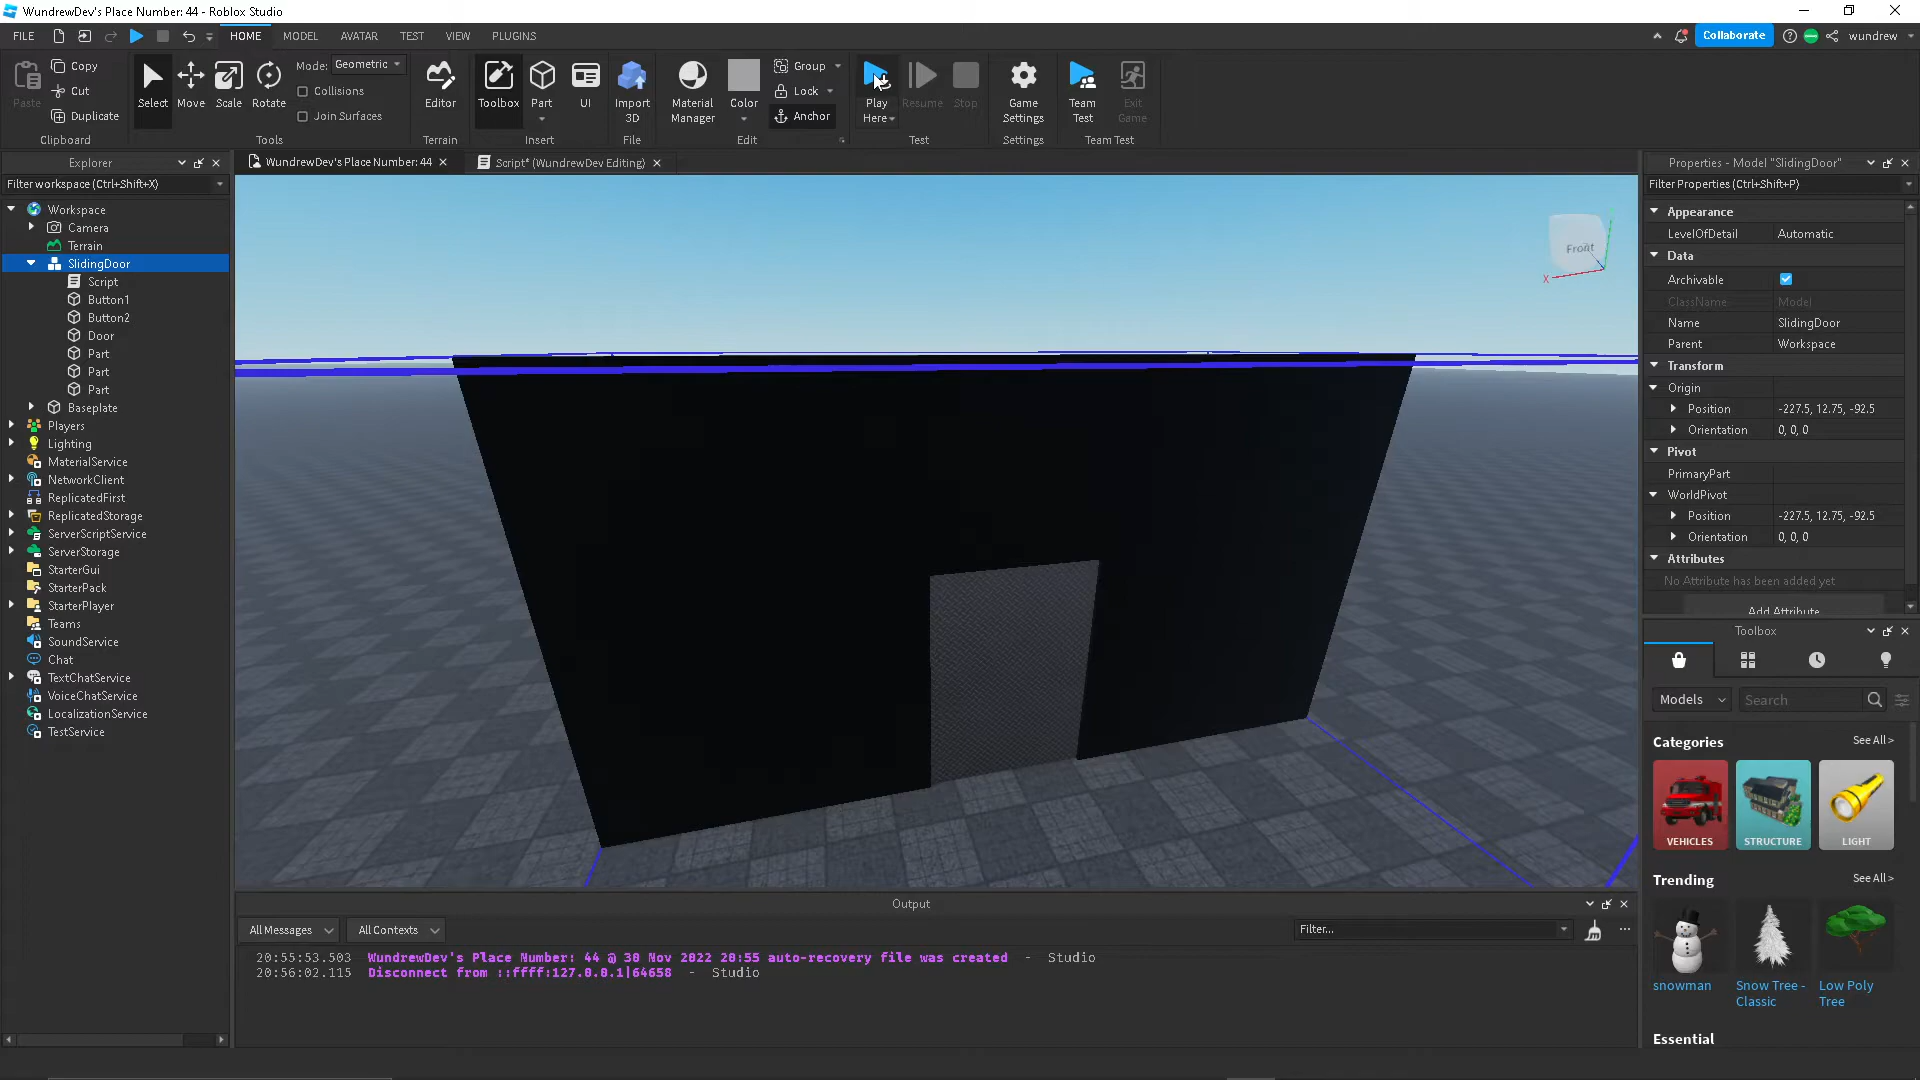 WundrewDev's Place Number: 44 - Roblox Studio
FILE
HOME
MODEL
AVATAR
TEST
VIEW
PLUGINS
Collaborate
wundrew
Paste
Copy
Cut
Duplicate
Clipboard
Select
Move
Scale
Rotate
Mode: Geometric
Collisions
Join Surfaces
Tools
Editor
Terrain
Toolbox
Part
UI
Insert
Import
3D
File
Material
Manager
Color
Group
Lock
Anchor
Edit
Play
Here
Resume
Stop
Test
Game
Settings
Settings
Team
Test
Exit
Game
Team Test
Explorer
Filter workspace (Ctrl+Shift+X)
Workspace
Camera
Terrain
SlidingDoor
Script
Button1
Button2
Door
Part
Part
Part
Baseplate
Players
Lighting
MaterialService
NetworkClient
ReplicatedFirst
ReplicatedStorage
ServerScriptService
ServerStorage
StarterGui
StarterPack
StarterPlayer
Teams
SoundService
Chat
TextChatService
VoiceChatService
LocalizationService
TestService
WundrewDev's Place Number: 44
Script* (WundrewDev Editing)
Front
X
Output
All Messages
All Contexts
Filter...
20:55:53.503 WundrewDev's Place Number: 44 @ 30 Nov 2022 20:55 auto-recovery file was created - Studio
20:56:02.115 Disconnect from ::ffff:127.0.0.1|64658 - Studio
Properties - Model "SlidingDoor"
Filter Properties (Ctrl+Shift+P)
Appearance
LevelOfDetail Automatic
Data
Archivable
ClassName Model
Name SlidingDoor
Parent Workspace
Transform
Origin
Position -227.5, 12.75, -92.5
Orientation 0, 0, 0
Pivot
PrimaryPart
WorldPivot
Position -227.5, 12.75, -92.5
Orientation 0, 0, 0
Attributes
No Attribute has been added yet
Add Attribute
Toolbox
Models
Search
Categories
See All >
VEHICLES
STRUCTURE
LIGHT
Trending
See All >
snowman
Snow Tree -
Classic
Low Poly
Tree
Essential